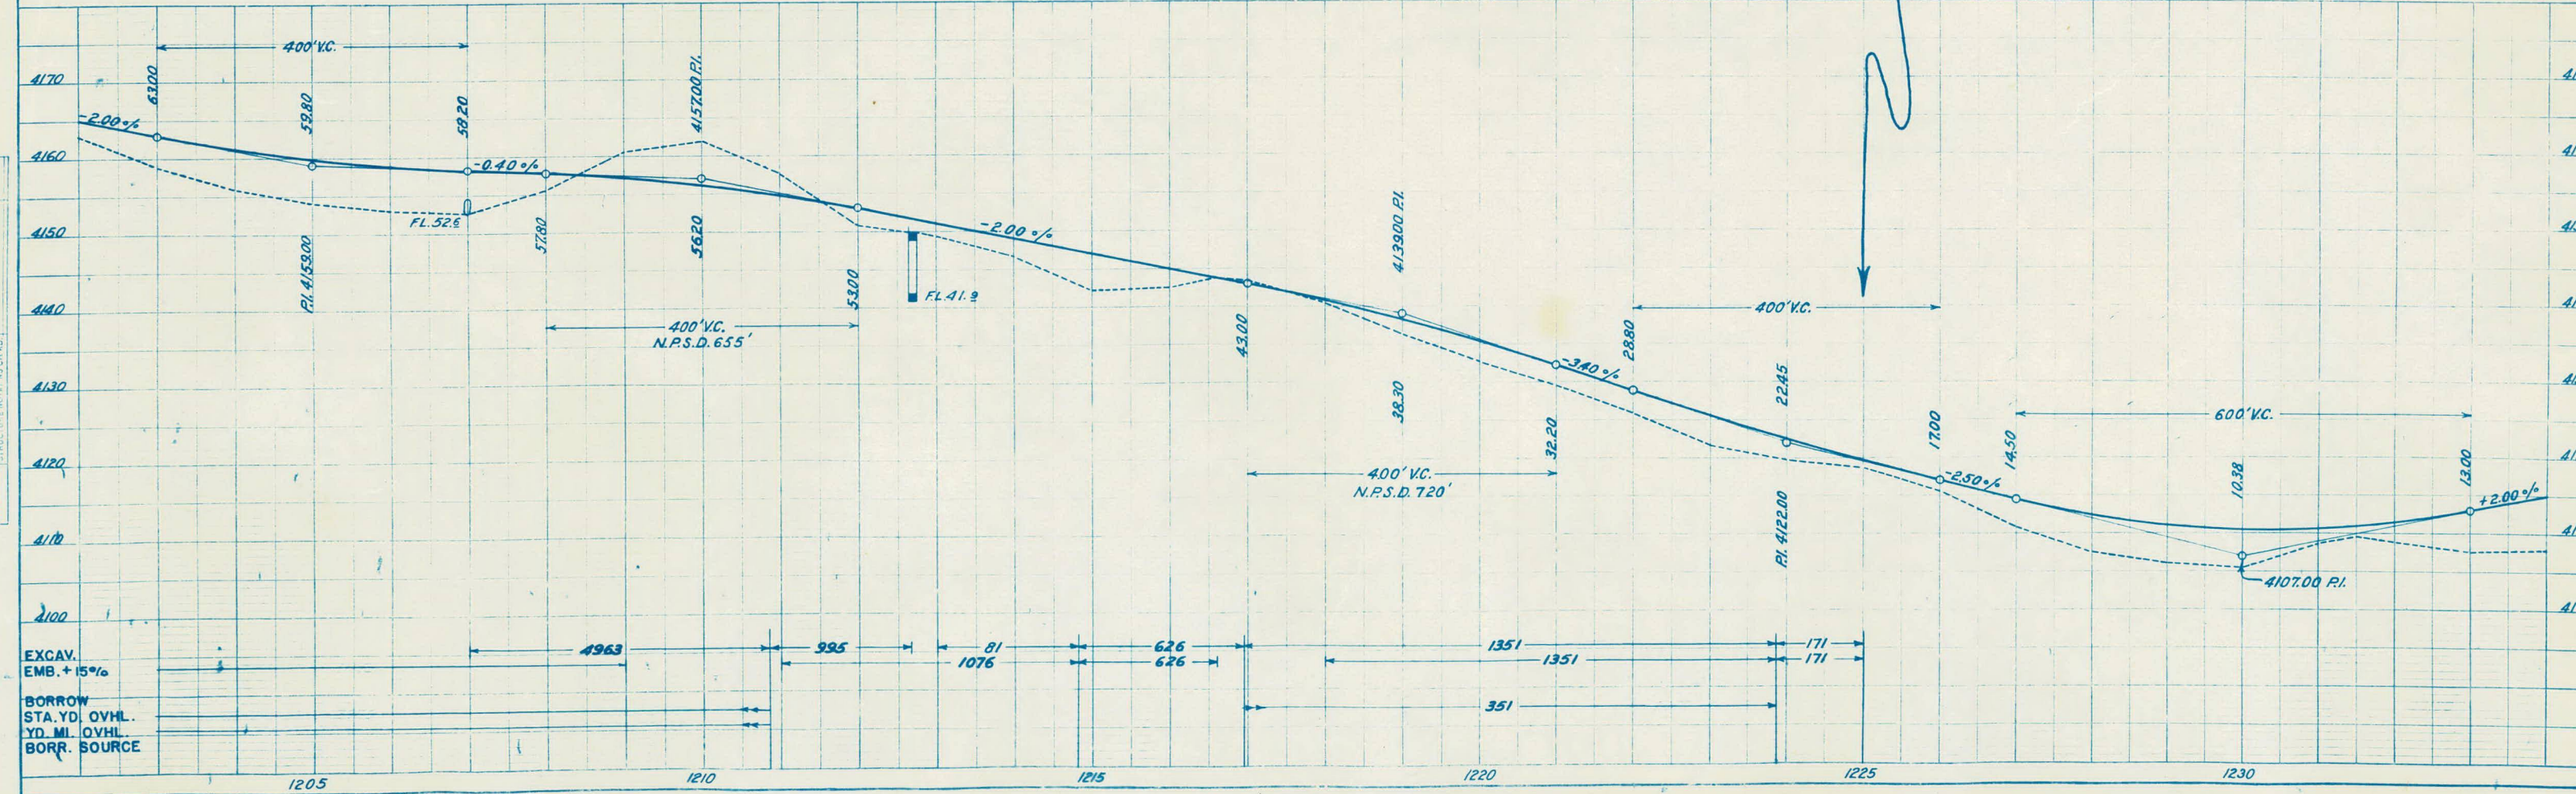 400' V.C.
4170
4160
4150
4140
4130
4120
4110
4100
63.00
59.80
58.20
4157.00 P.I.
-2.00%
-0.40%
FL.52.6
P.I. 4159.00
57.80
56.20
53.00
-2.00%
FL.41.9
400' V.C.
N.P.S.D. 655'
43.00
4139.00 P.I.
38.30
400' V.C.
N.P.S.D. 720'
32.20
-3.40%
28.80
400' V.C.
22.45
P.I. 4122.00
17.00
-2.50%
14.50
600' V.C.
10.38
4107.00 P.I.
13.00
+2.00%
EXCAV. 4963 995 81 626 1351 171
EMB. + 15% 1076 626 1351 171
BORROW
STA. YD. OVHL. 351
YD. MI. OVHL.
BORR. SOURCE
1205 1210 1215 1220 1225 1230